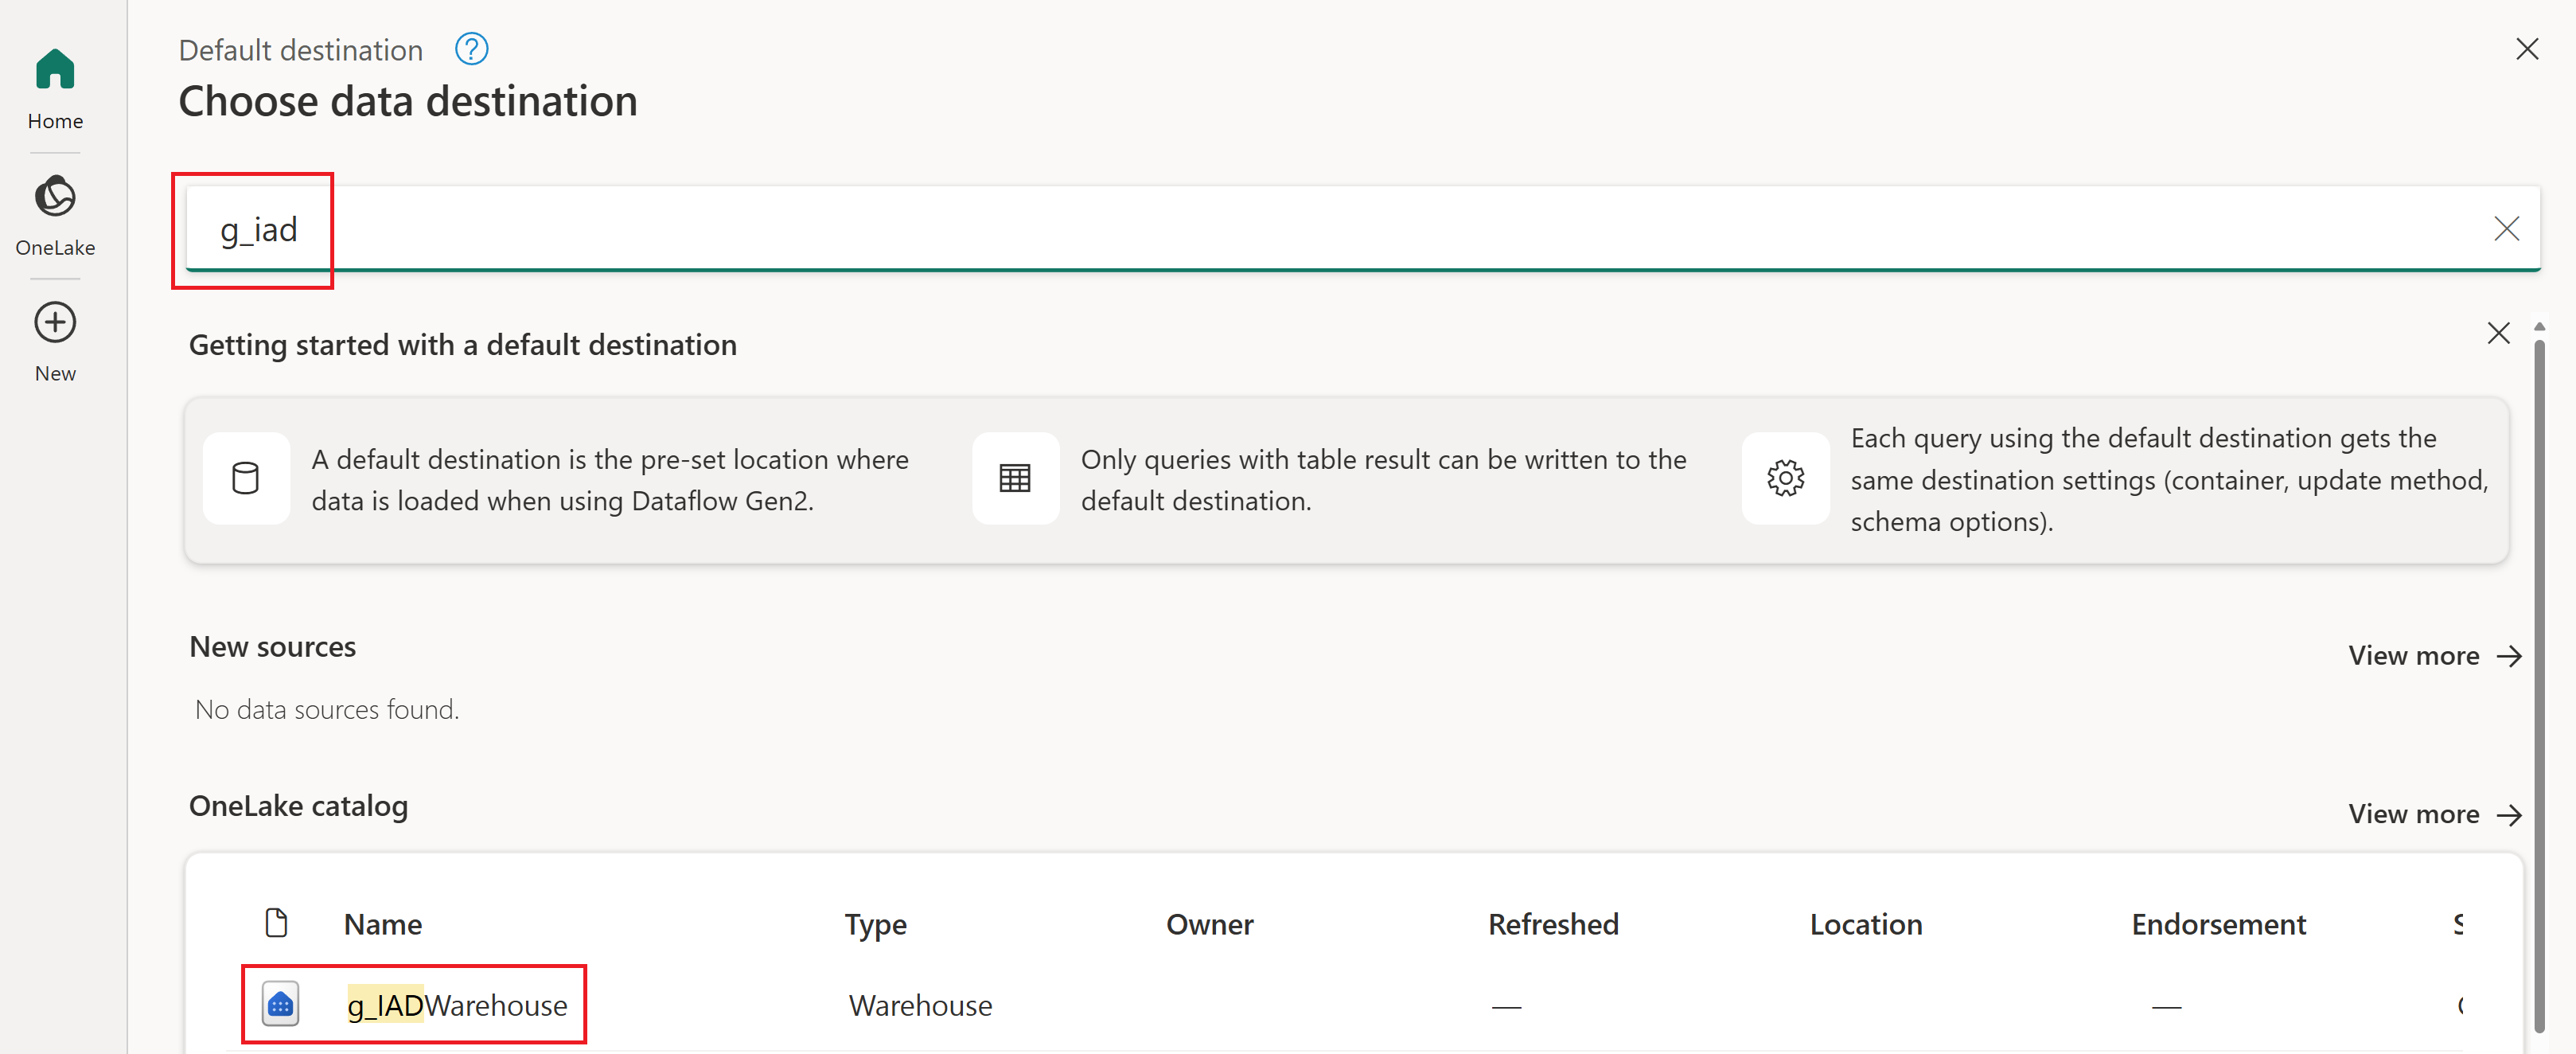 Home
OneLake
New
Default destination
Choose data destination
g_iad
Getting started with a default destination
A default destination is the pre-set location where
data is loaded when using Dataflow Gen2.
Only queries with table result can be written to the
default destination.
Each query using the default destination gets the
same destination settings (container, update method,
schema options).
New sources
View more
No data sources found.
OneLake catalog
View more
Name Type Owner Refreshed Location Endorsement
g_IADWarehouse Warehouse — —